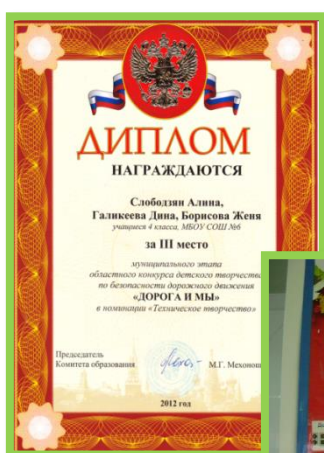 ДИПЛОМ
НАГРАЖДАЮТСЯ
Слободзян Алина,
Галикеева Дина, Борисова Женя
учащиеся 4 класса, МБОУ СОШ №6
за III место
муниципального этапа
областного конкурса детского творчества
по безопасности дорожного движения
«ДОРОГА И МЫ»
в номинации «Техническое творчество»
Председатель
Комитета образования
М.Г. Мехоноша
2012 год